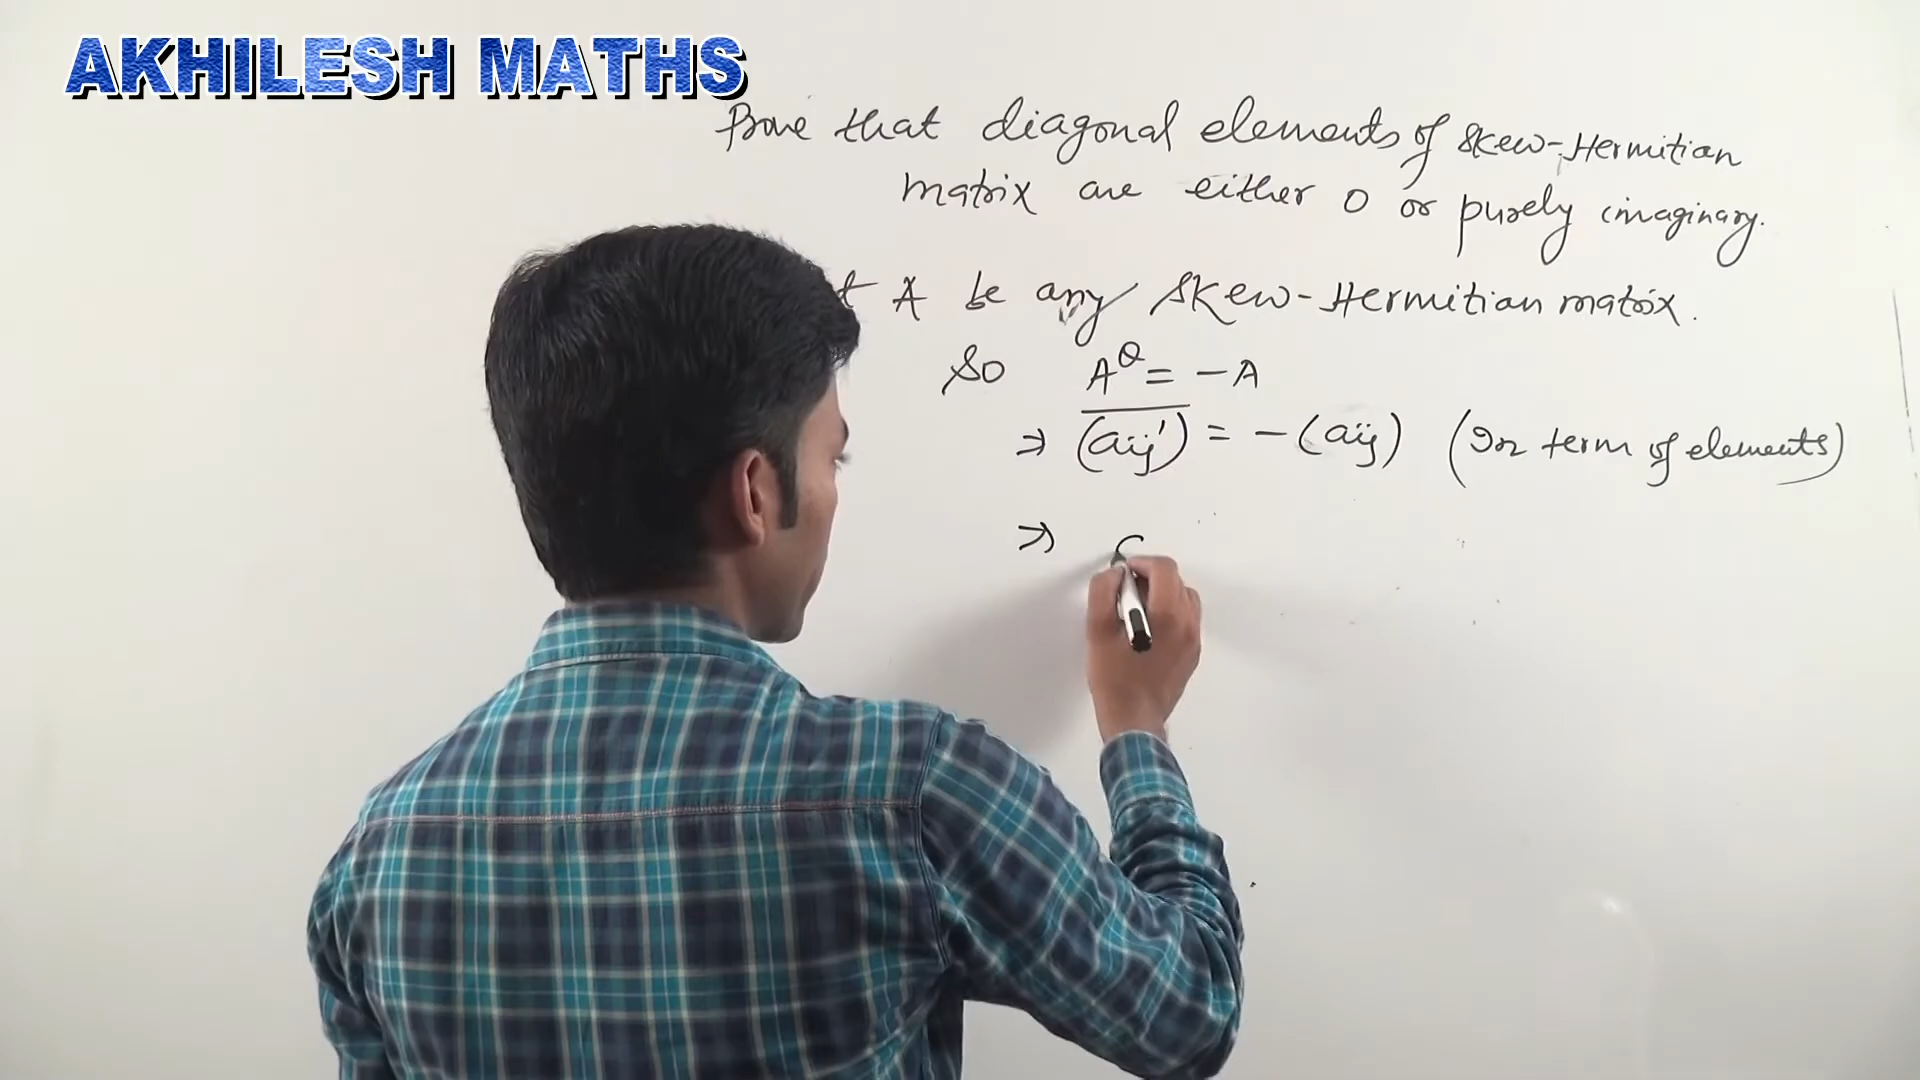 AKHILESH MATHS
Prove that diagonal elements of skew-Hermitian
matrix are either 0 or purely imaginary.
A be any Skew-Hermitian matrix.
So A^θ = -A
⇒ \overline{(aij')} = -(aij) (In term of elements)
⇒